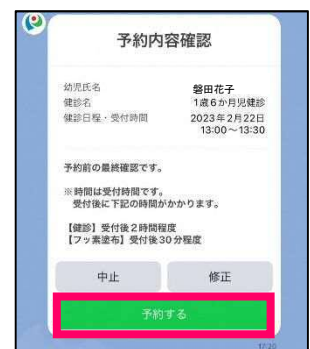 予約内容確認
幼児氏名 磐田花子
健診名 1歳6か月児健診
健診日程・受付時間 2023年2月22日
13:00～13:30
予約前の最終確認です。
※時間は受付時間です。
受付後に下記の時間がかかります。
【健診】受付後2時間程度
【フッ素塗布】受付後30分程度
中止 修正
予約する
17:20